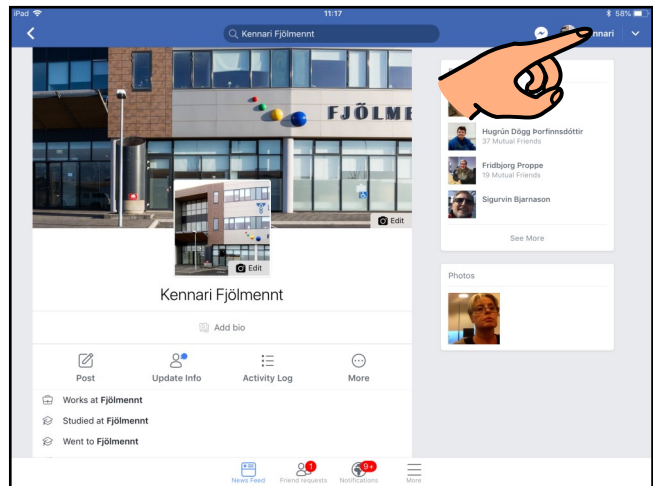 iPad 11:17 58%
Kennari Fjölmennt
FJÖLME
Edit
Edit
Kennari Fjölmennt
Add bio
Post Update Info Activity Log More
Works at Fjölmennt
Studied at Fjölmennt
Went to Fjölmennt
Hugrún Dögg Þorfinnsdóttir
37 Mutual Friends
Fridbjorg Proppe
19 Mutual Friends
Sigurvin Bjarnason
See More
Photos
1 9+
News Feed Friend requests Notifications More